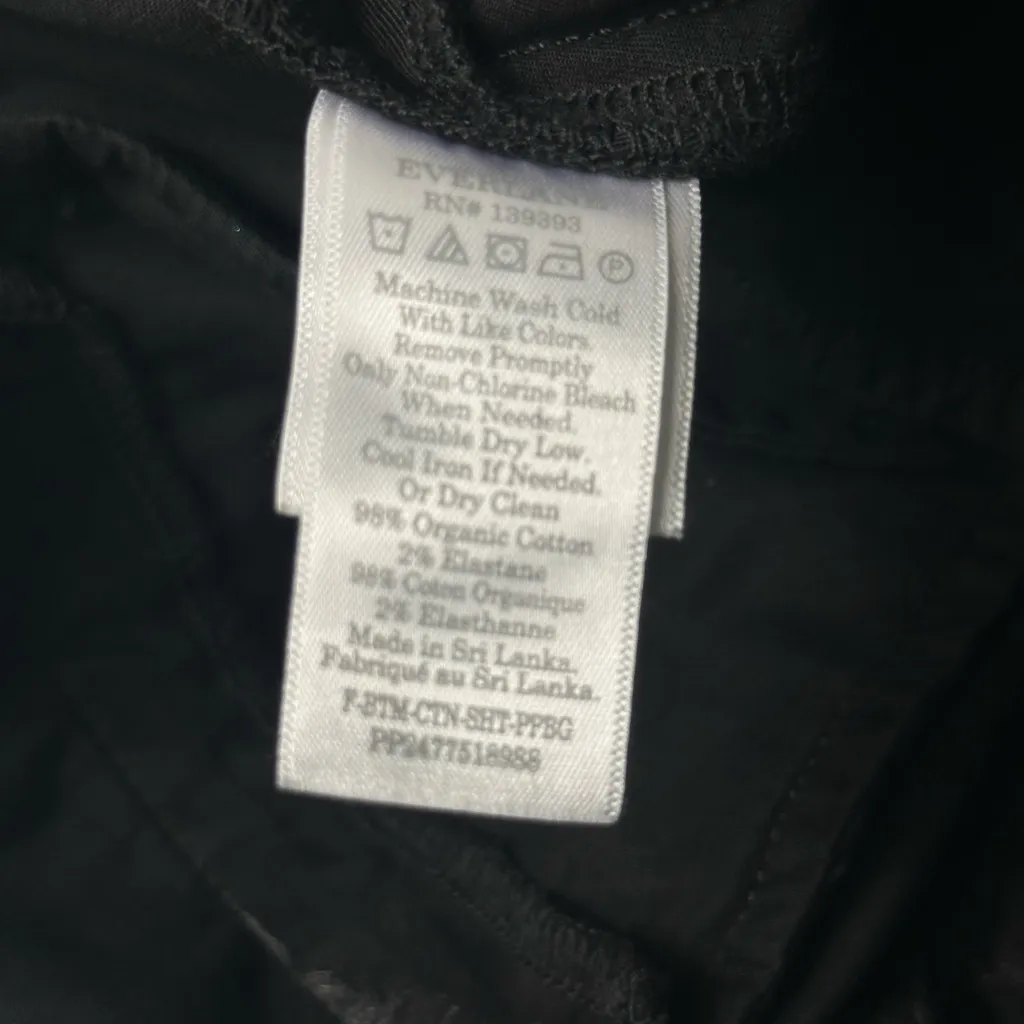 EVERLANE
RN# 139393
P
Machine Wash Cold
With Like Colors.
Remove Promptly
Only Non-Chlorine Bleach
When Needed.
Tumble Dry Low.
Cool Iron If Needed.
Or Dry Clean
98% Organic Cotton
2% Elastane
98% Coton Organique
2% Elasthanne
Made in Sri Lanka.
Fabriqué au Sri Lanka.
F-BTM-CTN-SHT-PPBG